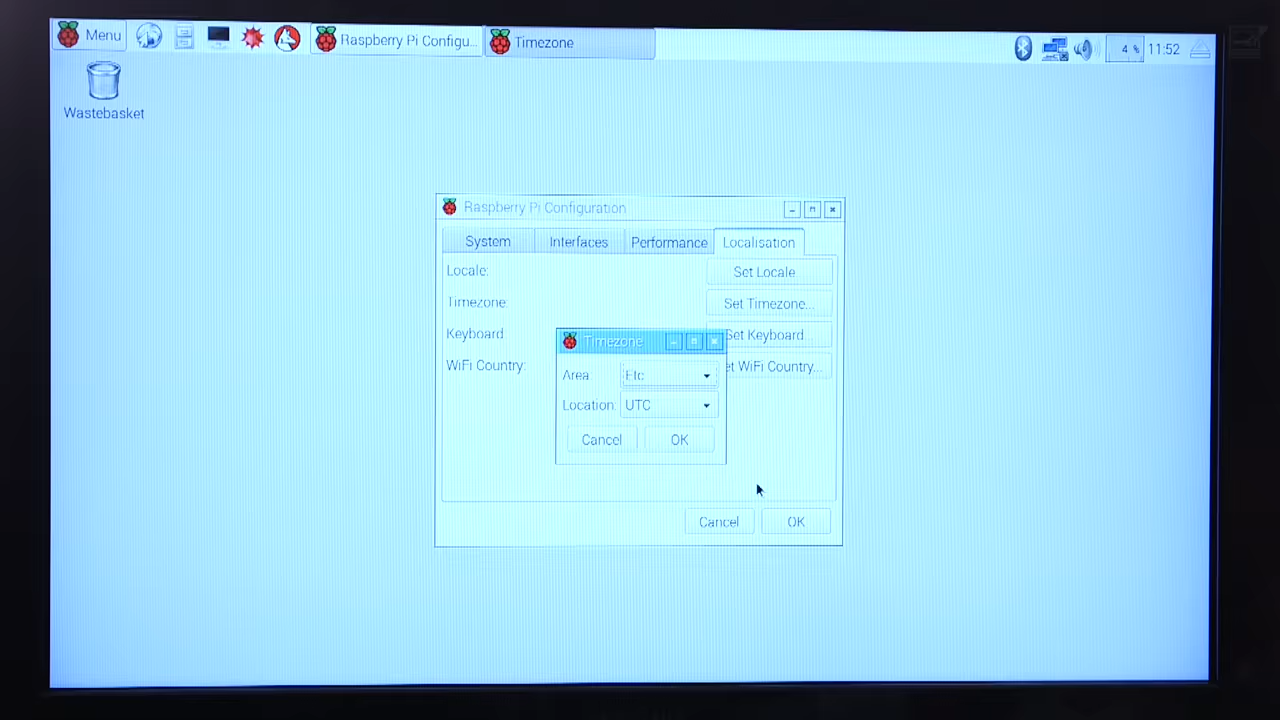 Menu
Raspberry Pi Configu...
Timezone
4 %
11:52
Wastebasket
Raspberry Pi Configuration
System
Interfaces
Performance
Localisation
Locale:
Set Locale
Timezone:
Set Timezone...
Keyboard:
Set Keyboard...
WiFi Country:
et WiFi Country...
Timezone
Area:
Etc
Location:
UTC
Cancel
OK
Cancel
OK